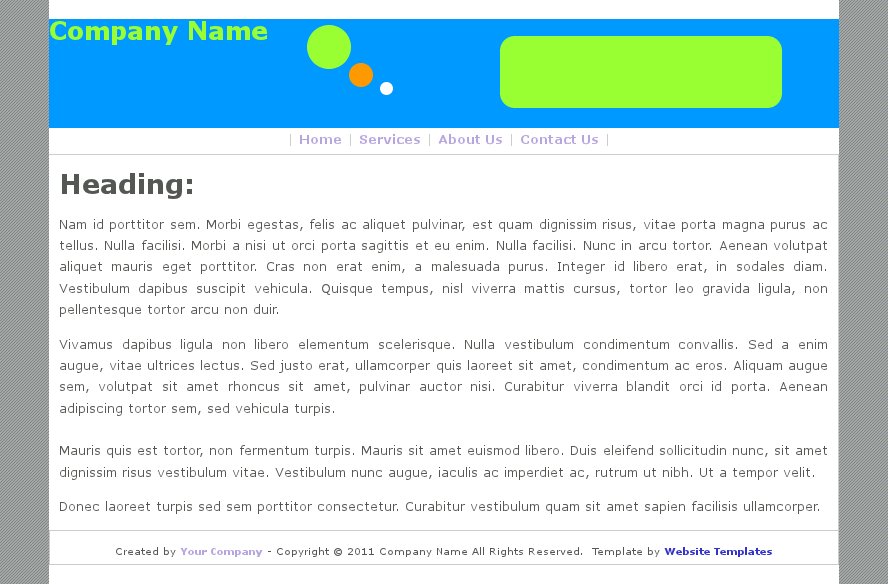 Company Name
| Home | Services | About Us | Contact Us |
Heading:
Nam id porttitor sem. Morbi egestas, felis ac aliquet pulvinar, est quam dignissim risus, vitae porta magna purus ac
tellus. Nulla facilisi. Morbi a nisi ut orci porta sagittis et eu enim. Nulla facilisi. Nunc in arcu tortor. Aenean volutpat
aliquet mauris eget porttitor. Cras non erat enim, a malesuada purus. Integer id libero erat, in sodales diam.
Vestibulum dapibus suscipit vehicula. Quisque tempus, nisl viverra mattis cursus, tortor leo gravida ligula, non
pellentesque tortor arcu non duir.
Vivamus dapibus ligula non libero elementum scelerisque. Nulla vestibulum condimentum convallis. Sed a enim
augue, vitae ultrices lectus. Sed justo erat, ullamcorper quis laoreet sit amet, condimentum ac eros. Aliquam augue
sem, volutpat sit amet rhoncus sit amet, pulvinar auctor nisi. Curabitur viverra blandit orci id porta. Aenean
adipiscing tortor sem, sed vehicula turpis.
Mauris quis est tortor, non fermentum turpis. Mauris sit amet euismod libero. Duis eleifend sollicitudin nunc, sit amet
dignissim risus vestibulum vitae. Vestibulum nunc augue, iaculis ac imperdiet ac, rutrum ut nibh. Ut a tempor velit.
Donec laoreet turpis sed sem porttitor consectetur. Curabitur vestibulum quam sit amet sapien facilisis ullamcorper.
Created by Your Company - Copyright © 2011 Company Name All Rights Reserved. Template by Website Templates